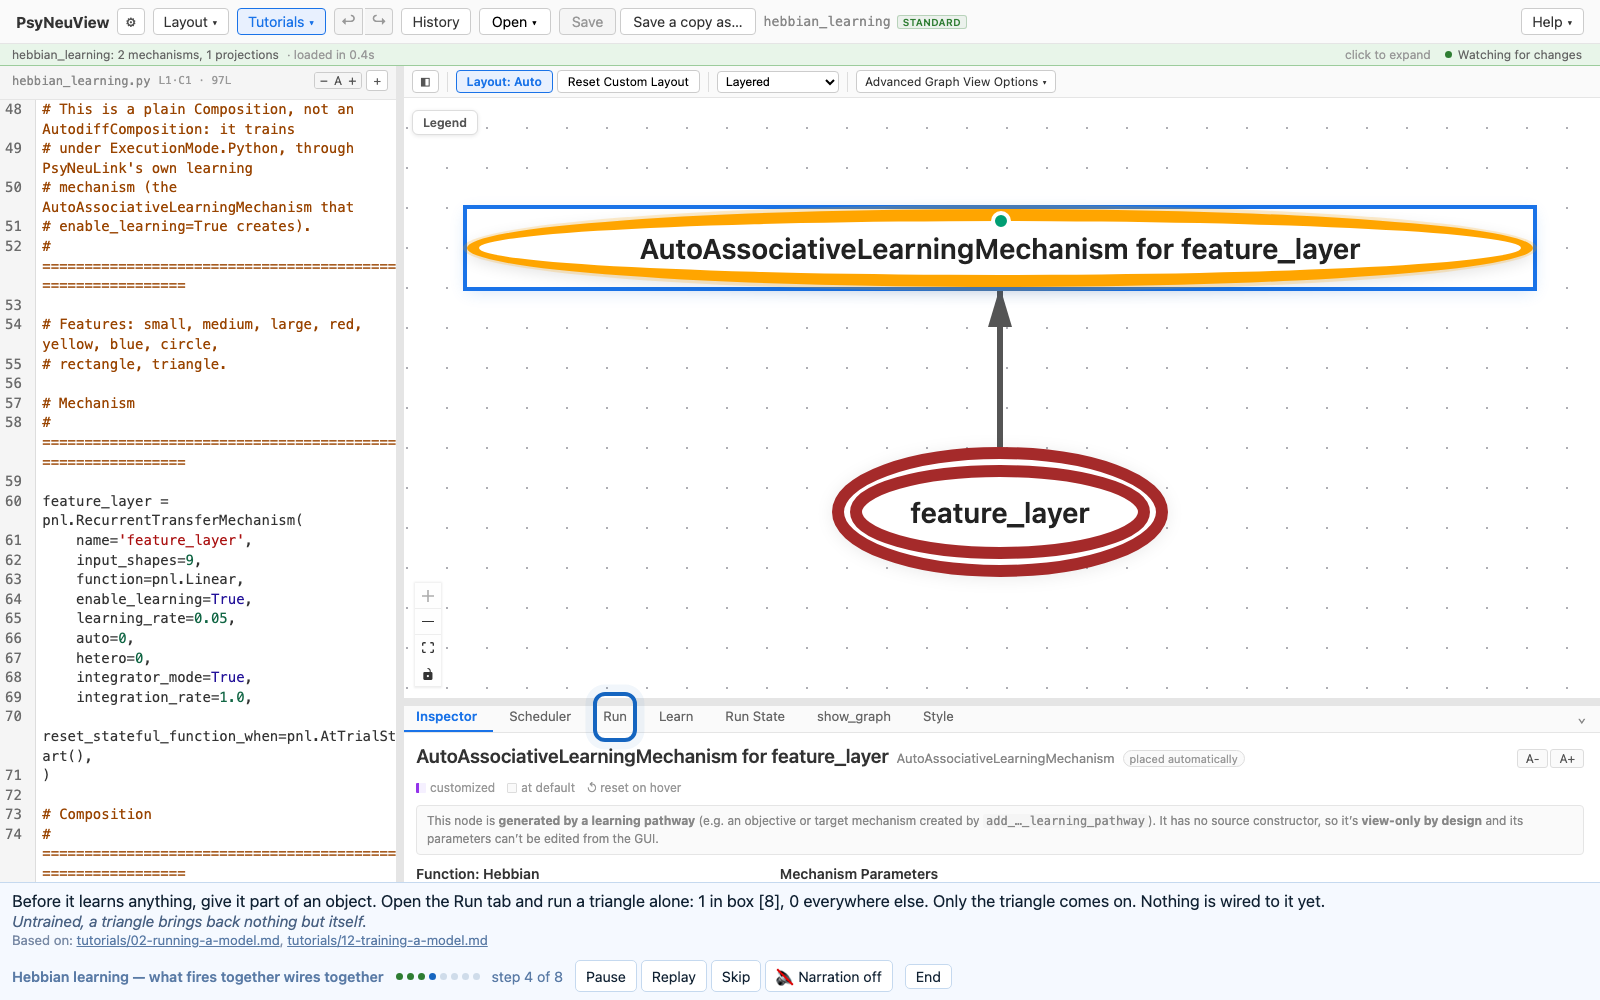 PsyNeuView ⚙ Layout ▾ Tutorials ▾ History Open ▾ Save Save a copy as... hebbian_learning STANDARD Help ▾
hebbian_learning: 2 mechanisms, 1 projections · loaded in 0.4s click to expand Watching for changes
hebbian_learning.py L1·C1 · 97L − A + +
Layout: Auto Reset Custom Layout Layered Advanced Graph View Options ▾
48 # This is a plain Composition, not an
AutodiffComposition: it trains
49 # under ExecutionMode.Python, through
PsyNeuLink's own learning
50 # mechanism (the
AutoAssociativeLearningMechanism that
51 # enable_learning=True creates).
52 #
==========================================
=================
53
54 # Features: small, medium, large, red,
yellow, blue, circle,
55 # rectangle, triangle.
56
57 # Mechanism
58 #
==========================================
=================
59
60 feature_layer =
pnl.RecurrentTransferMechanism(
61 name='feature_layer',
62 input_shapes=9,
63 function=pnl.Linear,
64 enable_learning=True,
65 learning_rate=0.05,
66 auto=0,
67 hetero=0,
68 integrator_mode=True,
69 integration_rate=1.0,
70
reset_stateful_function_when=pnl.AtTrialSt
art(),
71 )
72
73 # Composition
74 #
==========================================
=================
Legend
AutoAssociativeLearningMechanism for feature_layer
feature_layer
Inspector Scheduler Run Learn Run State show_graph Style
AutoAssociativeLearningMechanism for feature_layer AutoAssociativeLearningMechanism placed automatically A- A+
customized at default reset on hover
This node is generated by a learning pathway (e.g. an objective or target mechanism created by add_…_learning_pathway). It has no source constructor, so it's view-only by design and its
parameters can't be edited from the GUI.
Function: Hebbian Mechanism Parameters
Before it learns anything, give it part of an object. Open the Run tab and run a triangle alone: 1 in box [8], 0 everywhere else. Only the triangle comes on. Nothing is wired to it yet.
Untrained, a triangle brings back nothing but itself.
Based on: tutorials/02-running-a-model.md, tutorials/12-training-a-model.md
Hebbian learning — what fires together wires together step 4 of 8 Pause Replay Skip Narration off End